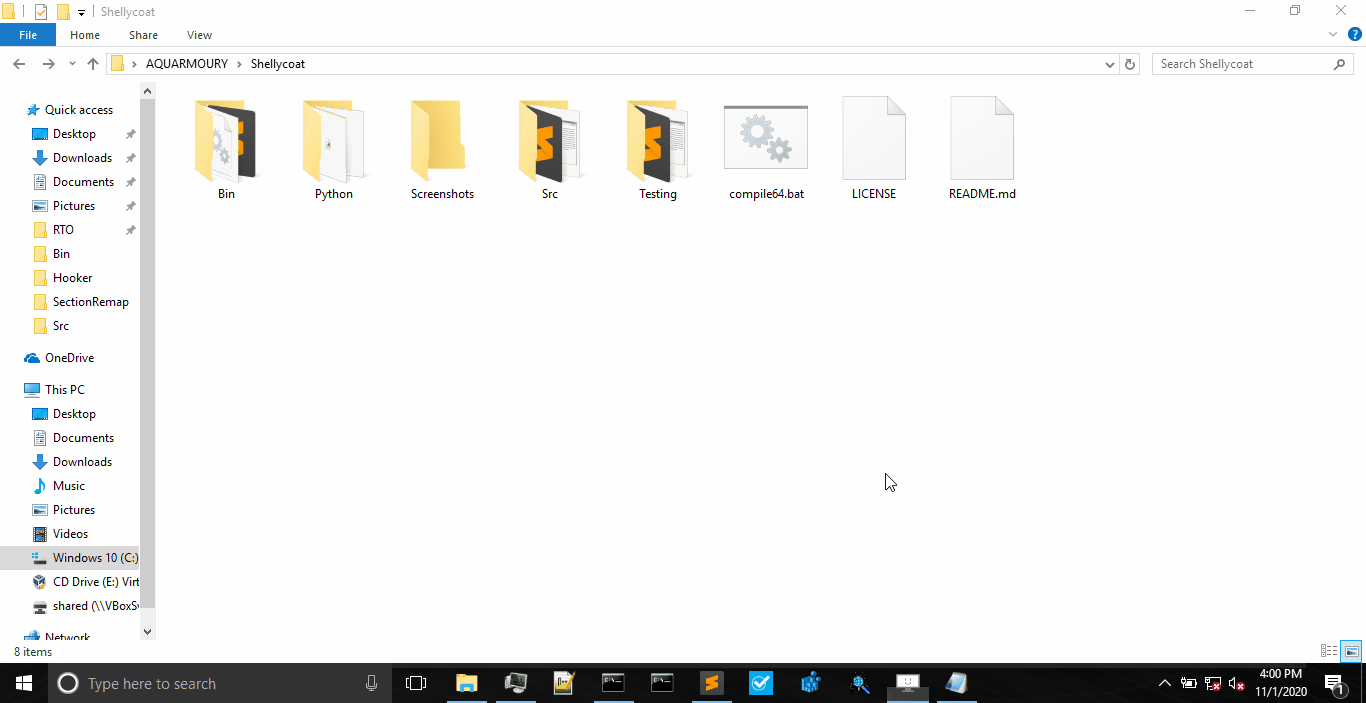 Shellycoat
File Home Share View
AQUARMOURY Shellycoat
Search Shellycoat
Quick access
Desktop
Downloads
Documents
Pictures
RTO
Bin
Hooker
SectionRemap
Src
OneDrive
This PC
Desktop
Documents
Downloads
Music
Pictures
Videos
Windows 10 (C:)
CD Drive (E:) Virt
shared (\\VBoxSv
Network
Bin Python Screenshots Src Testing compile64.bat LICENSE README.md
8 items
Type here to search
4:00 PM
11/1/2020
1